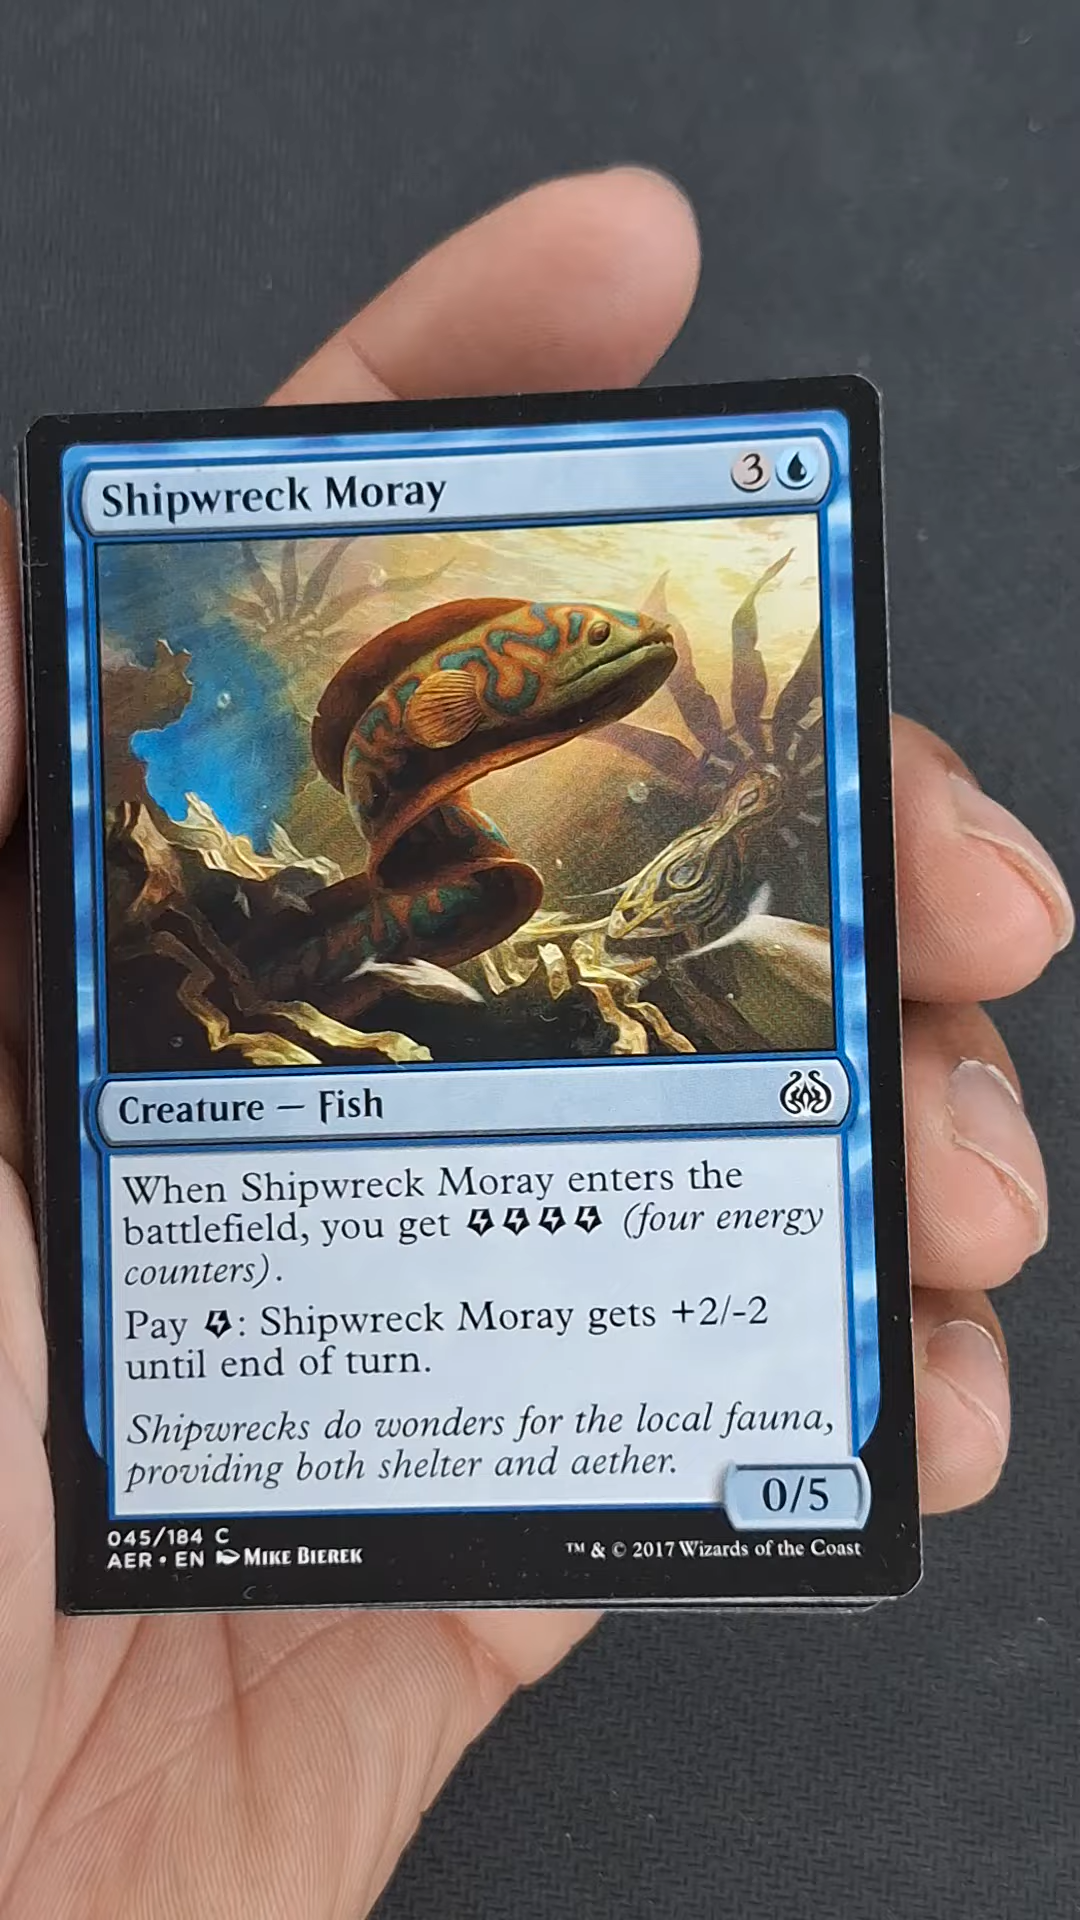 Shipwreck Moray 3
Creature — Fish
When Shipwreck Moray enters the
battlefield, you get (four energy
counters).
Pay : Shipwreck Moray gets +2/-2
until end of turn.
Shipwrecks do wonders for the local fauna,
providing both shelter and aether.
0/5
045/184 C
AER • EN MIKE BIEREK
™ & © 2017 Wizards of the Coast